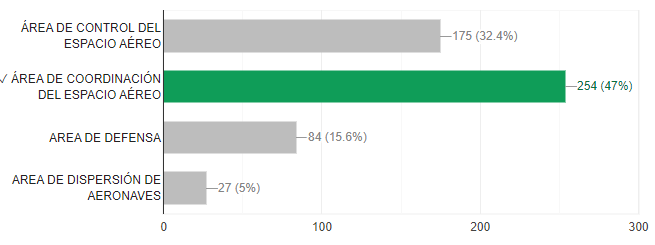 ÁREA DE CONTROL DEL
ESPACIO AÉREO
175 (32.4%)
✓ ÁREA DE COORDINACIÓN
DEL ESPACIO AÉREO
254 (47%)
AREA DE DEFENSA
84 (15.6%)
AREA DE DISPERSIÓN DE
AERONAVES
27 (5%)
0 100 200 300